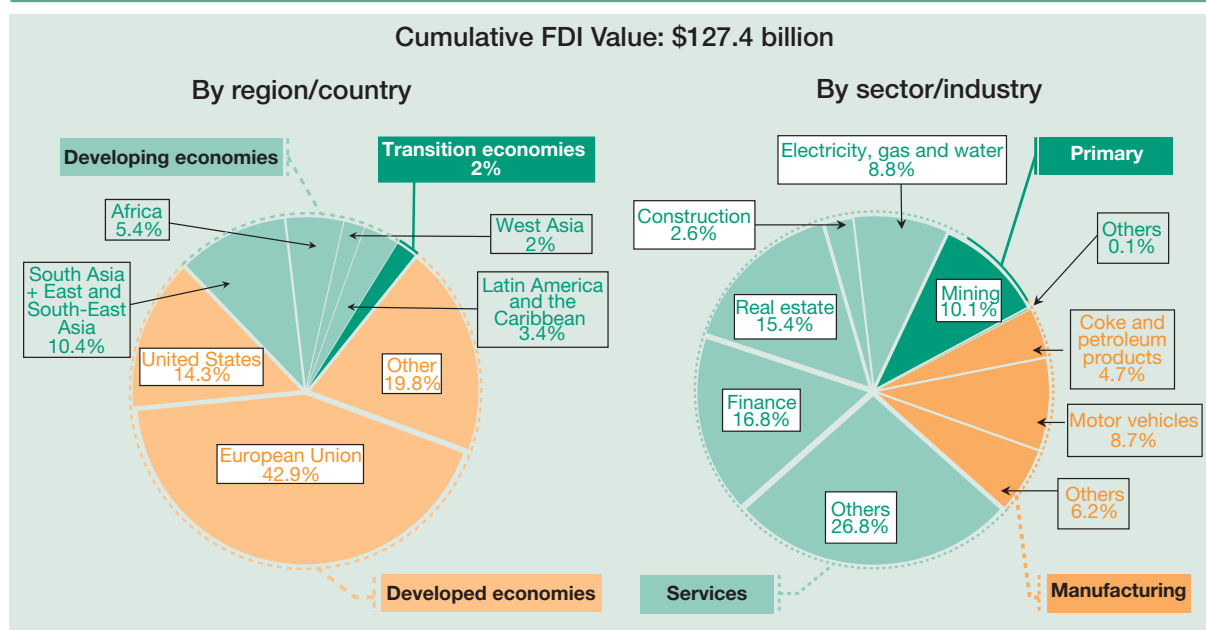 Cumulative FDI Value: $127.4 billion
By region/country
Developing economies
Transition economies
2%
Africa
5.4%
West Asia
2%
South Asia
+ East and
South-East
Asia
10.4%
Latin America
and the
Caribbean
3.4%
United States
14.3%
Other
19.8%
European Union
42.9%
Developed economies
By sector/industry
Electricity, gas and water
8.8%
Primary
Construction
2.6%
Others
0.1%
Mining
10.1%
Real estate
15.4%
Coke and
petroleum
products
4.7%
Finance
16.8%
Motor vehicles
8.7%
Others
6.2%
Others
26.8%
Services
Manufacturing